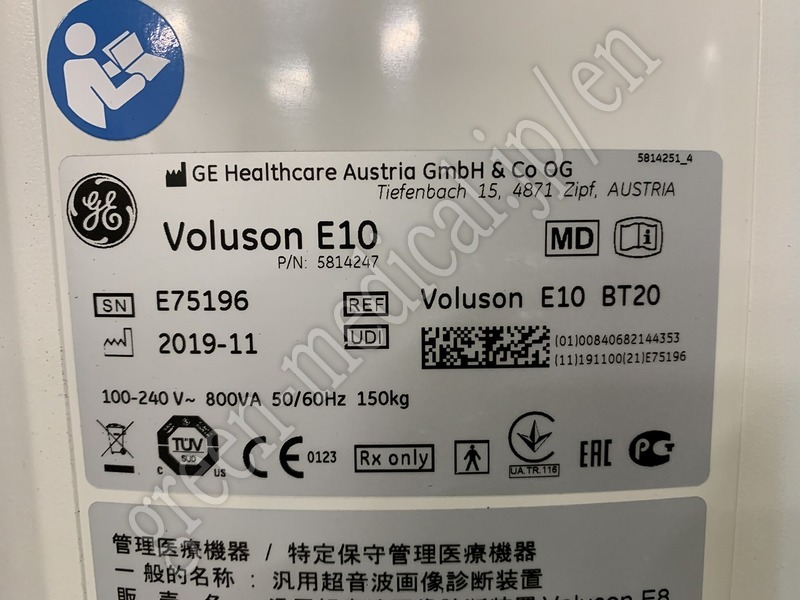 5814251_4
GE Healthcare Austria GmbH & Co OG
Tiefenbach 15, 4871 Zipf, AUSTRIA
GE
Voluson E10
MD
P/N: 5814247
SN E75196
REF Voluson E10 BT20
2019-11
UDI
(01)00840682144353
(11)191100(21)E75196
100-240 V~ 800VA 50/60Hz 150kg
TÜV
SÜD
C US
CE 0123
Rx only
UA.TR.116
EAC
РСТ
管理医療機器 / 特定保守管理医療機器
一般的名称 : 汎用超音波画像診断装置
green-medical.jp/en